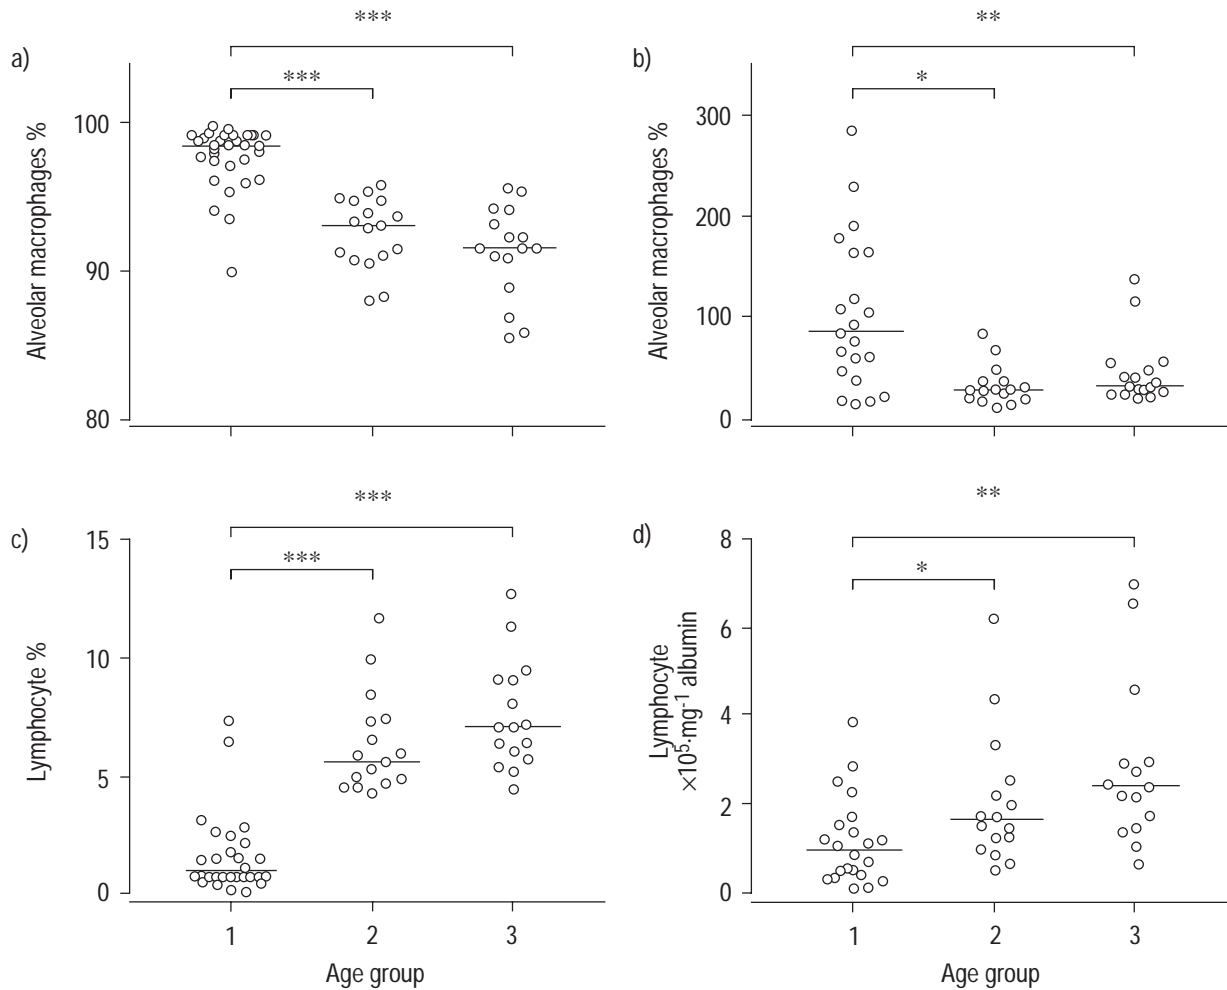 a)
***
***
Alveolar macrophages %
100
90
80
b)
**
*
Alveolar macrophages %
300
200
100
0
c)
***
***
Lymphocyte %
15
10
5
0
1 2 3
Age group
d)
**
*
Lymphocyte
×10⁵·mg⁻¹ albumin
8
6
4
2
0
1 2 3
Age group